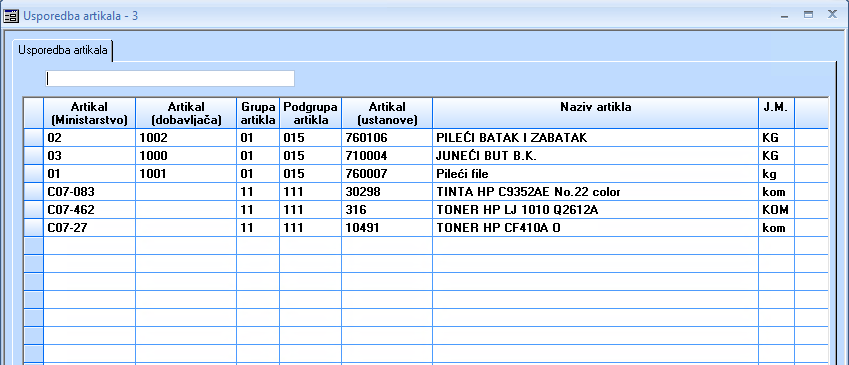 Usporedba artikala - 3
Usporedba artikala
Artikal (Ministarstvo) Artikal (dobavljača) Grupa artikla Podgrupa artikla Artikal (ustanove) Naziv artikla J.M.
02 1002 01 015 760106 PILEĆI BATAK I ZABATAK KG
03 1000 01 015 710004 JUNEĆI BUT B.K. KG
01 1001 01 015 760007 Pileći file kg
C07-083 11 111 30298 TINTA HP C9352AE No.22 color kom
C07-462 11 111 316 TONER HP LJ 1010 Q2612A KOM
C07-27 11 111 10491 TONER HP CF410A O kom